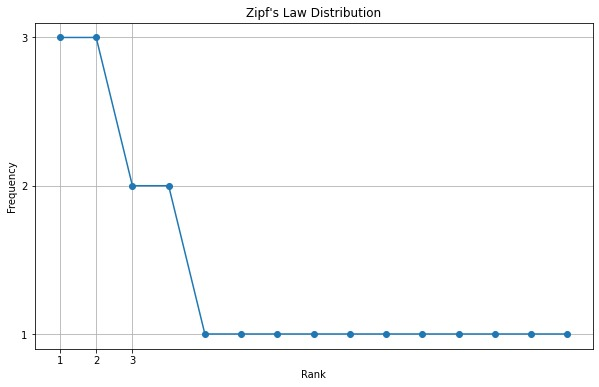 Zipf's Law Distribution
3
2
1
Frequency
1 2 3
Rank